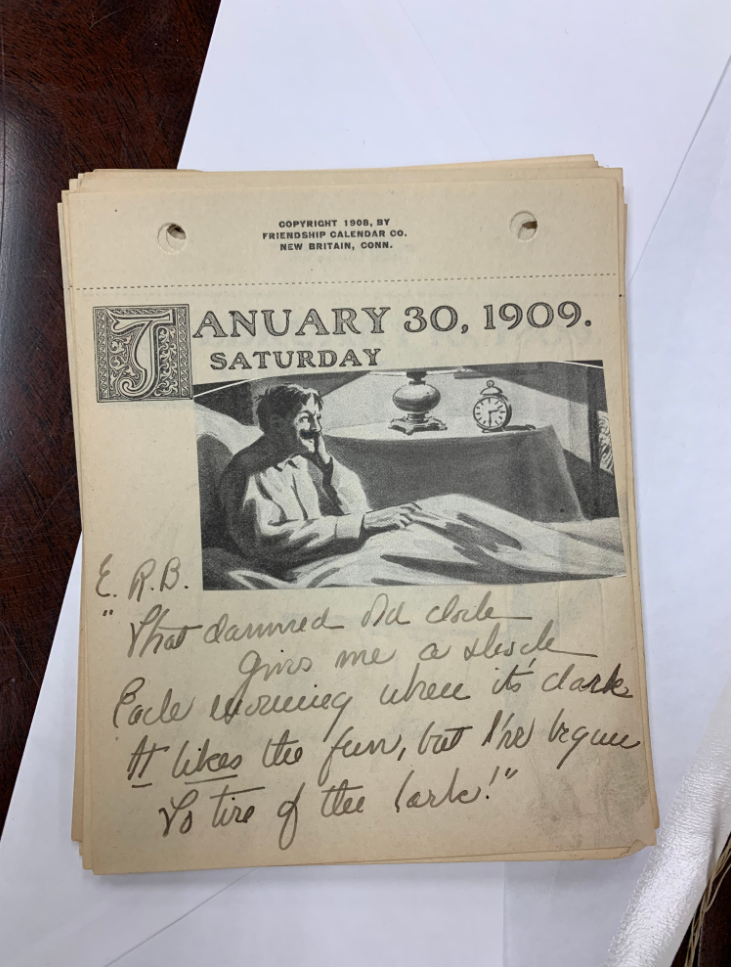 COPYRIGHT 1908, BY
FRIENDSHIP CALENDAR CO.
NEW BRITAIN, CONN.
JANUARY 30, 1909.
SATURDAY
E. R. B.
"That damned old clock
gives me a shock
Each morning when it's dark
It likes the fun, but I've begun
To tire of the lark!"